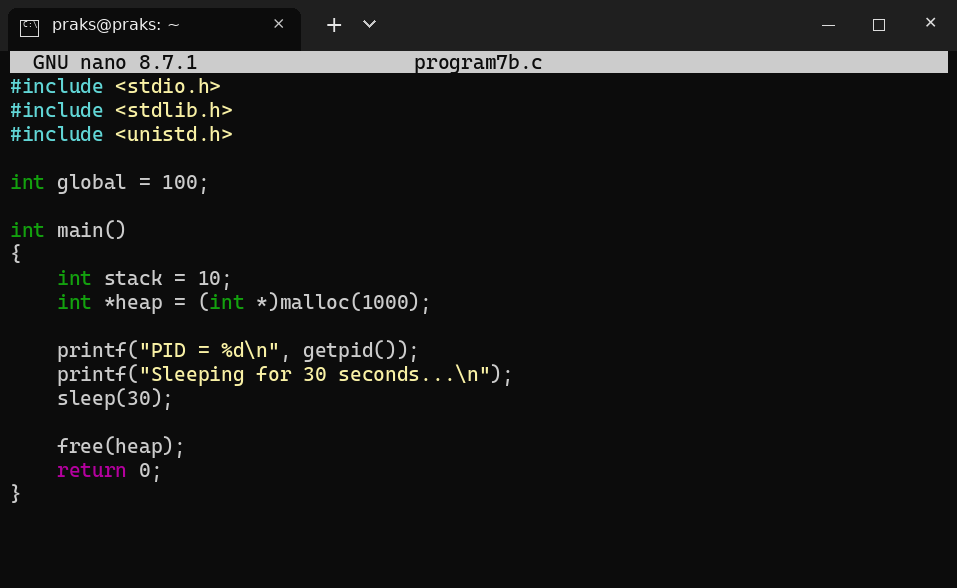 praks@praks: ~
GNU nano 8.7.1 program7b.c
#include <stdio.h>
#include <stdlib.h>
#include <unistd.h>

int global = 100;

int main()
{
    int stack = 10;
    int *heap = (int *)malloc(1000);

    printf("PID = %d\n", getpid());
    printf("Sleeping for 30 seconds...\n");
    sleep(30);

    free(heap);
    return 0;
}